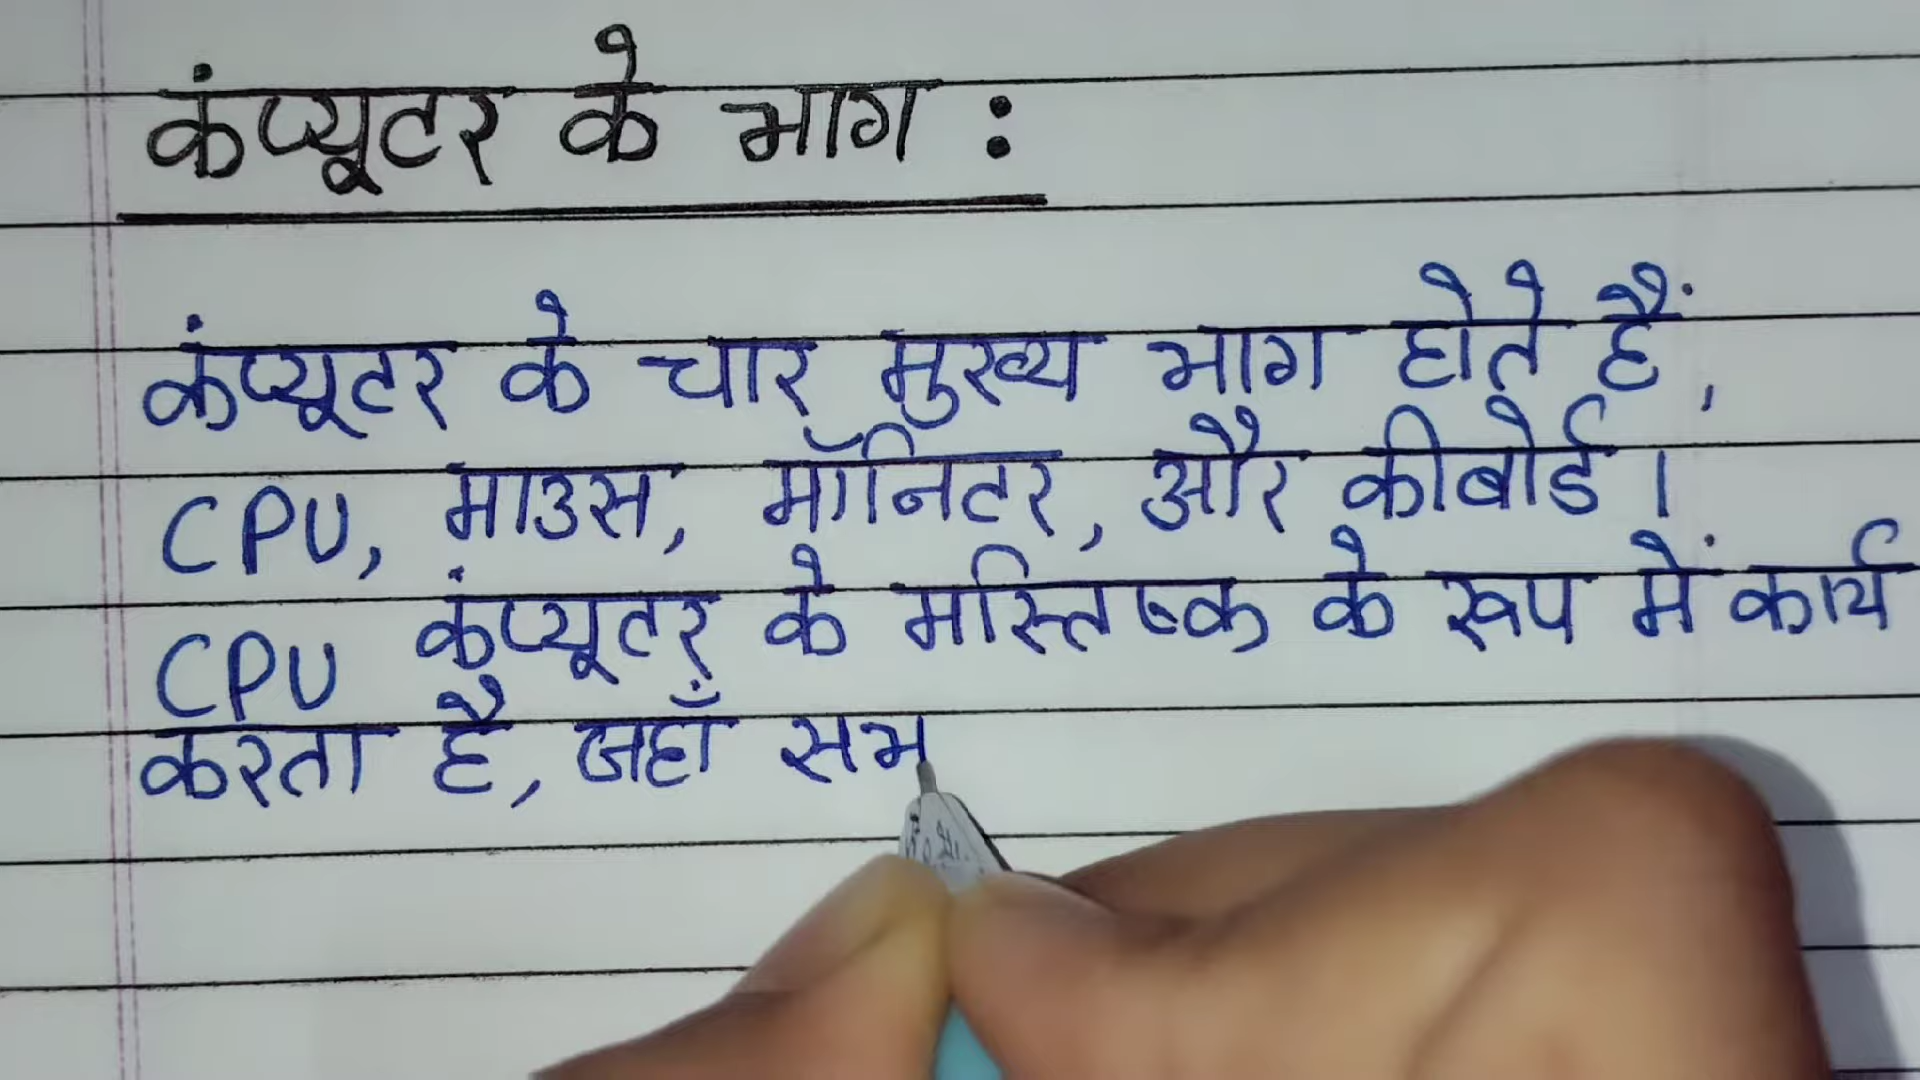 कंप्यूटर के भाग :
कंप्यूटर के चार मुख्य भाग होते हैं,
CPU, माउस, मॉनिटर, और कीबोर्ड।
CPU कंप्यूटर के मस्तिष्क के रूप में कार्य
करता है, जहाँ सभ